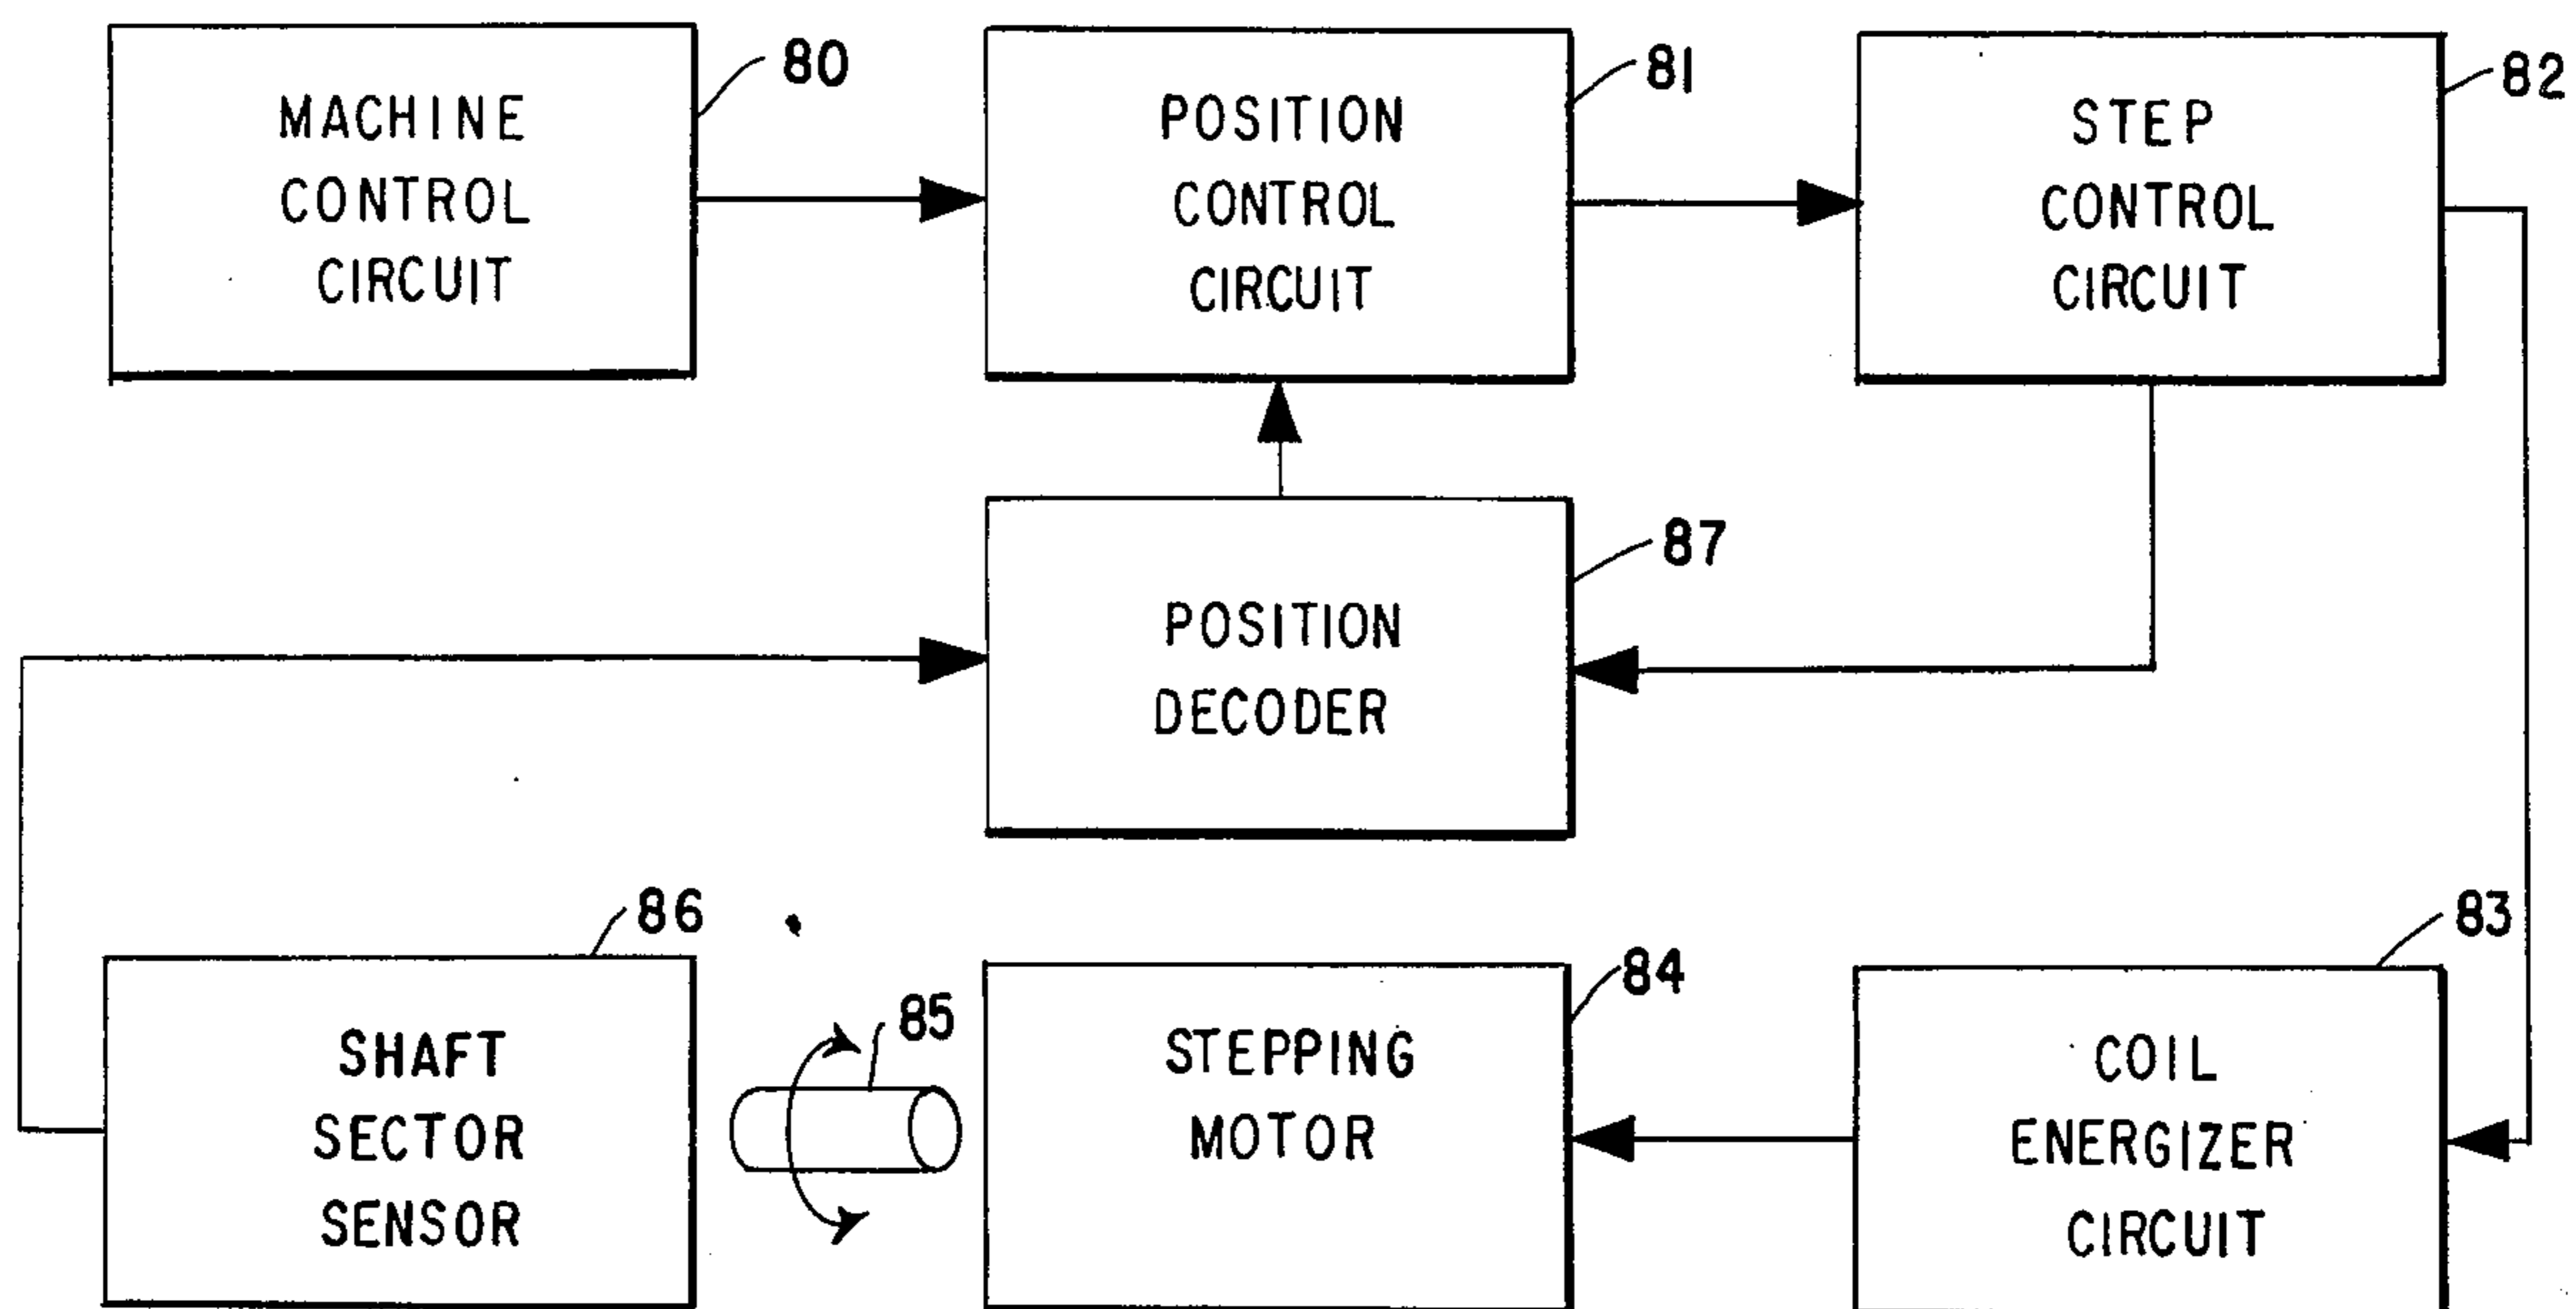 MACHINE
CONTROL
CIRCUIT
80
POSITION
CONTROL
CIRCUIT
81
STEP
CONTROL
CIRCUIT
82
POSITION
DECODER
87
SHAFT
SECTOR
SENSOR
86
85
STEPPING
MOTOR
84
COIL
ENERGIZER
CIRCUIT
83